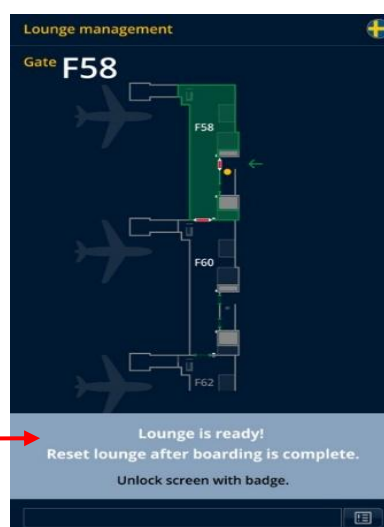 Lounge management
Gate F58
F58
F60
F62
Lounge is ready!
Reset lounge after boarding is complete.
Unlock screen with badge.